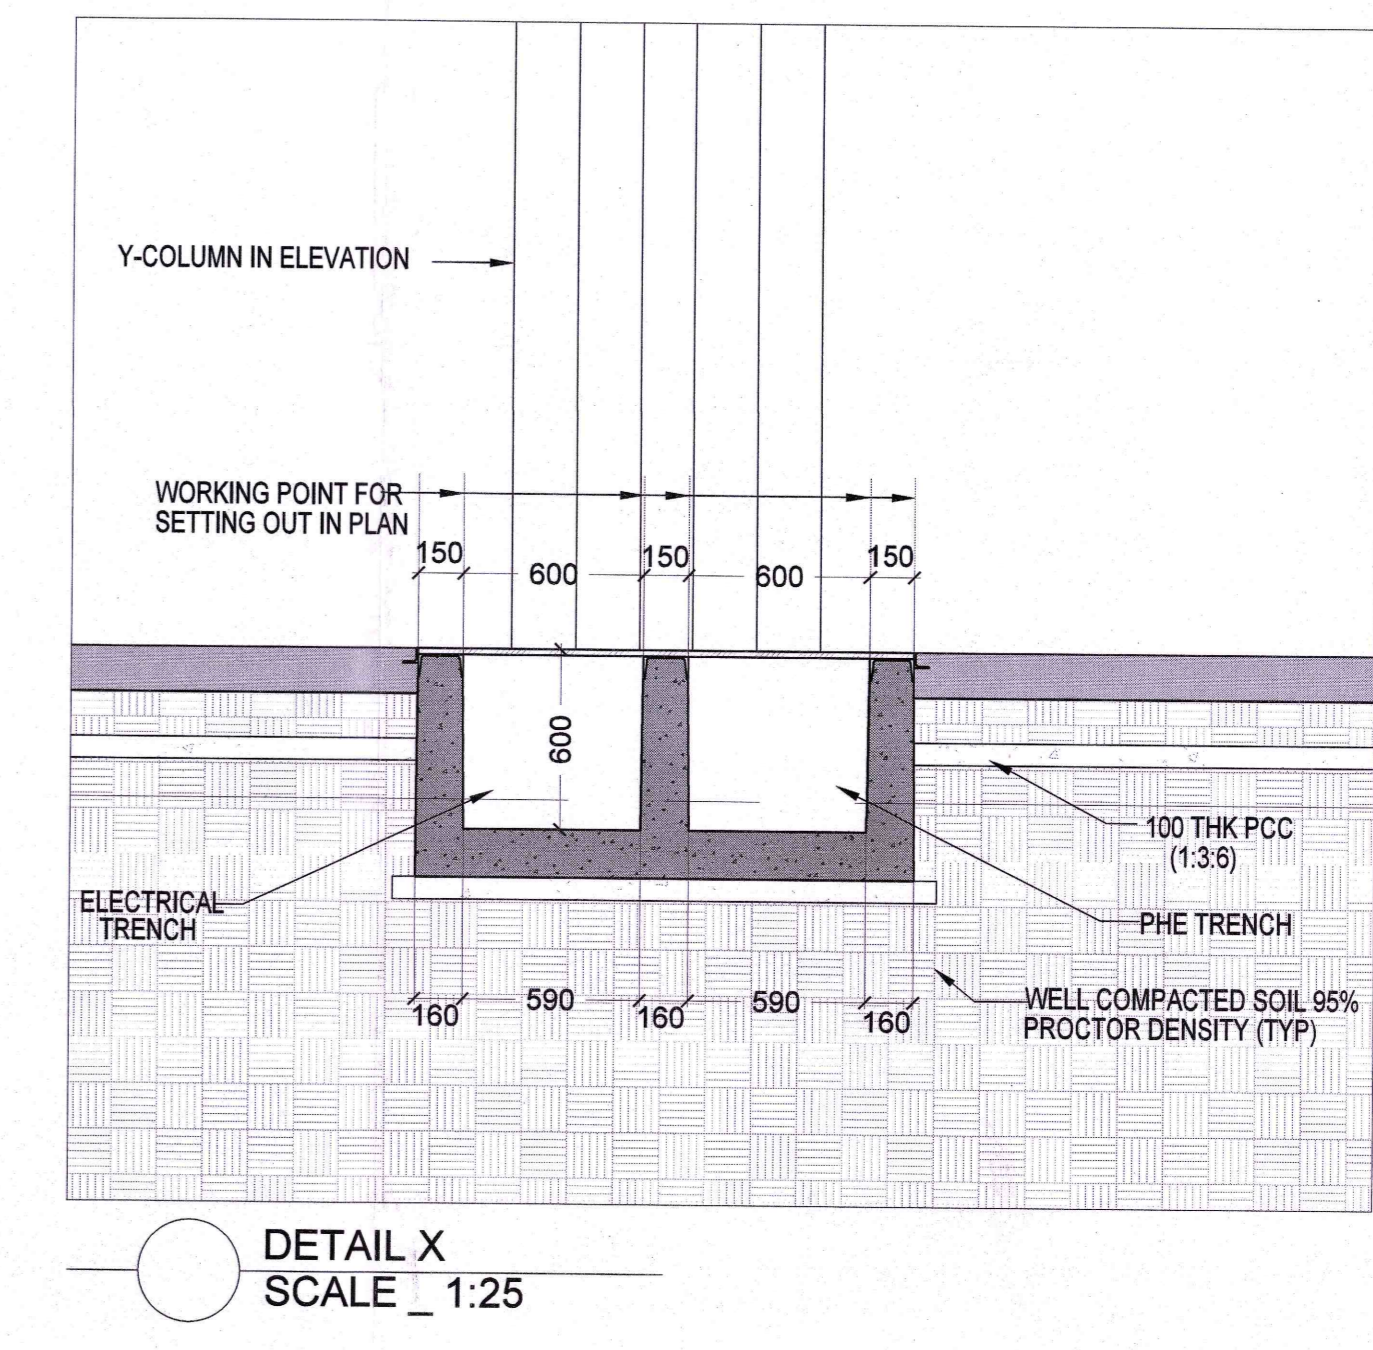 Y-COLUMN IN ELEVATION
WORKING POINT FOR
SETTING OUT IN PLAN
150
600
150
600
150
600
100 THK PCC
(1:3:6)
ELECTRICAL
TRENCH
PHE TRENCH
160
590
160
590
160
WELL COMPACTED SOIL 95%
PROCTOR DENSITY (TYP)
DETAIL X
SCALE _ 1:25